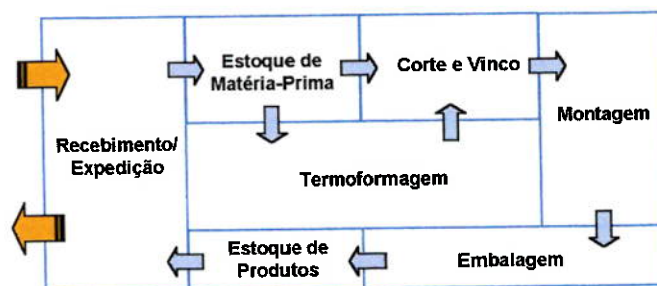 Estoque de
Matéria-Prima
Corte e Vinco
Montagem
Recebimento/
Expedição
Termoformagem
Estoque de
Produtos
Embalagem